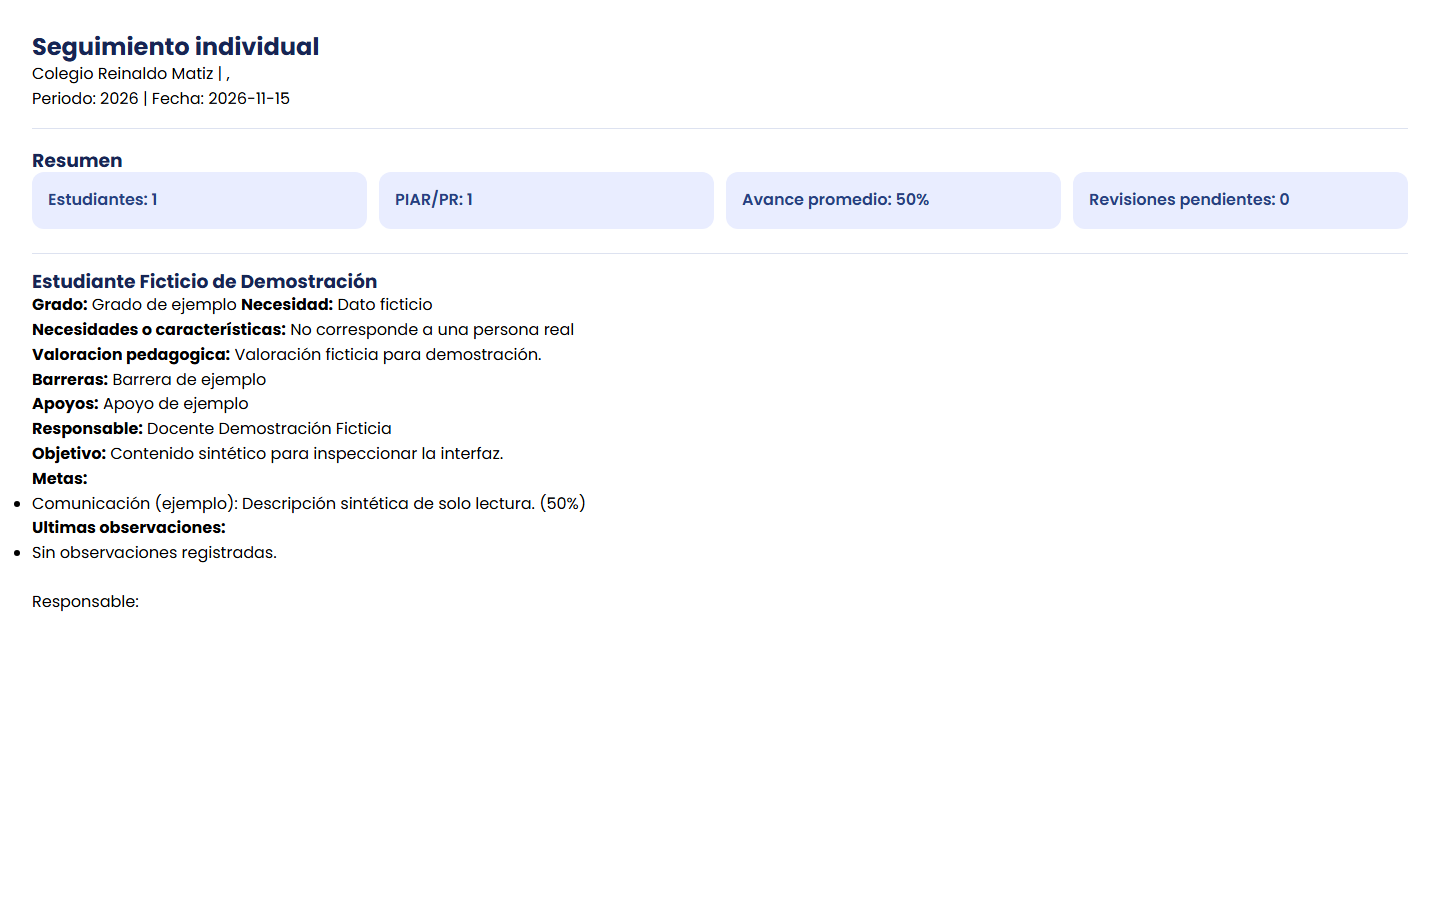 Seguimiento individual
Colegio Reinaldo Matiz | ,
Periodo: 2026 | Fecha: 2026-11-15
Resumen
Estudiantes: 1
PIAR/PR: 1
Avance promedio: 50%
Revisiones pendientes: 0
Estudiante Ficticio de Demostración
Grado: Grado de ejemplo Necesidad: Dato ficticio
Necesidades o características: No corresponde a una persona real
Valoracion pedagogica: Valoración ficticia para demostración.
Barreras: Barrera de ejemplo
Apoyos: Apoyo de ejemplo
Responsable: Docente Demostración Ficticia
Objetivo: Contenido sintético para inspeccionar la interfaz.
Metas:
• Comunicación (ejemplo): Descripción sintética de solo lectura. (50%)
Ultimas observaciones:
• Sin observaciones registradas.
Responsable: